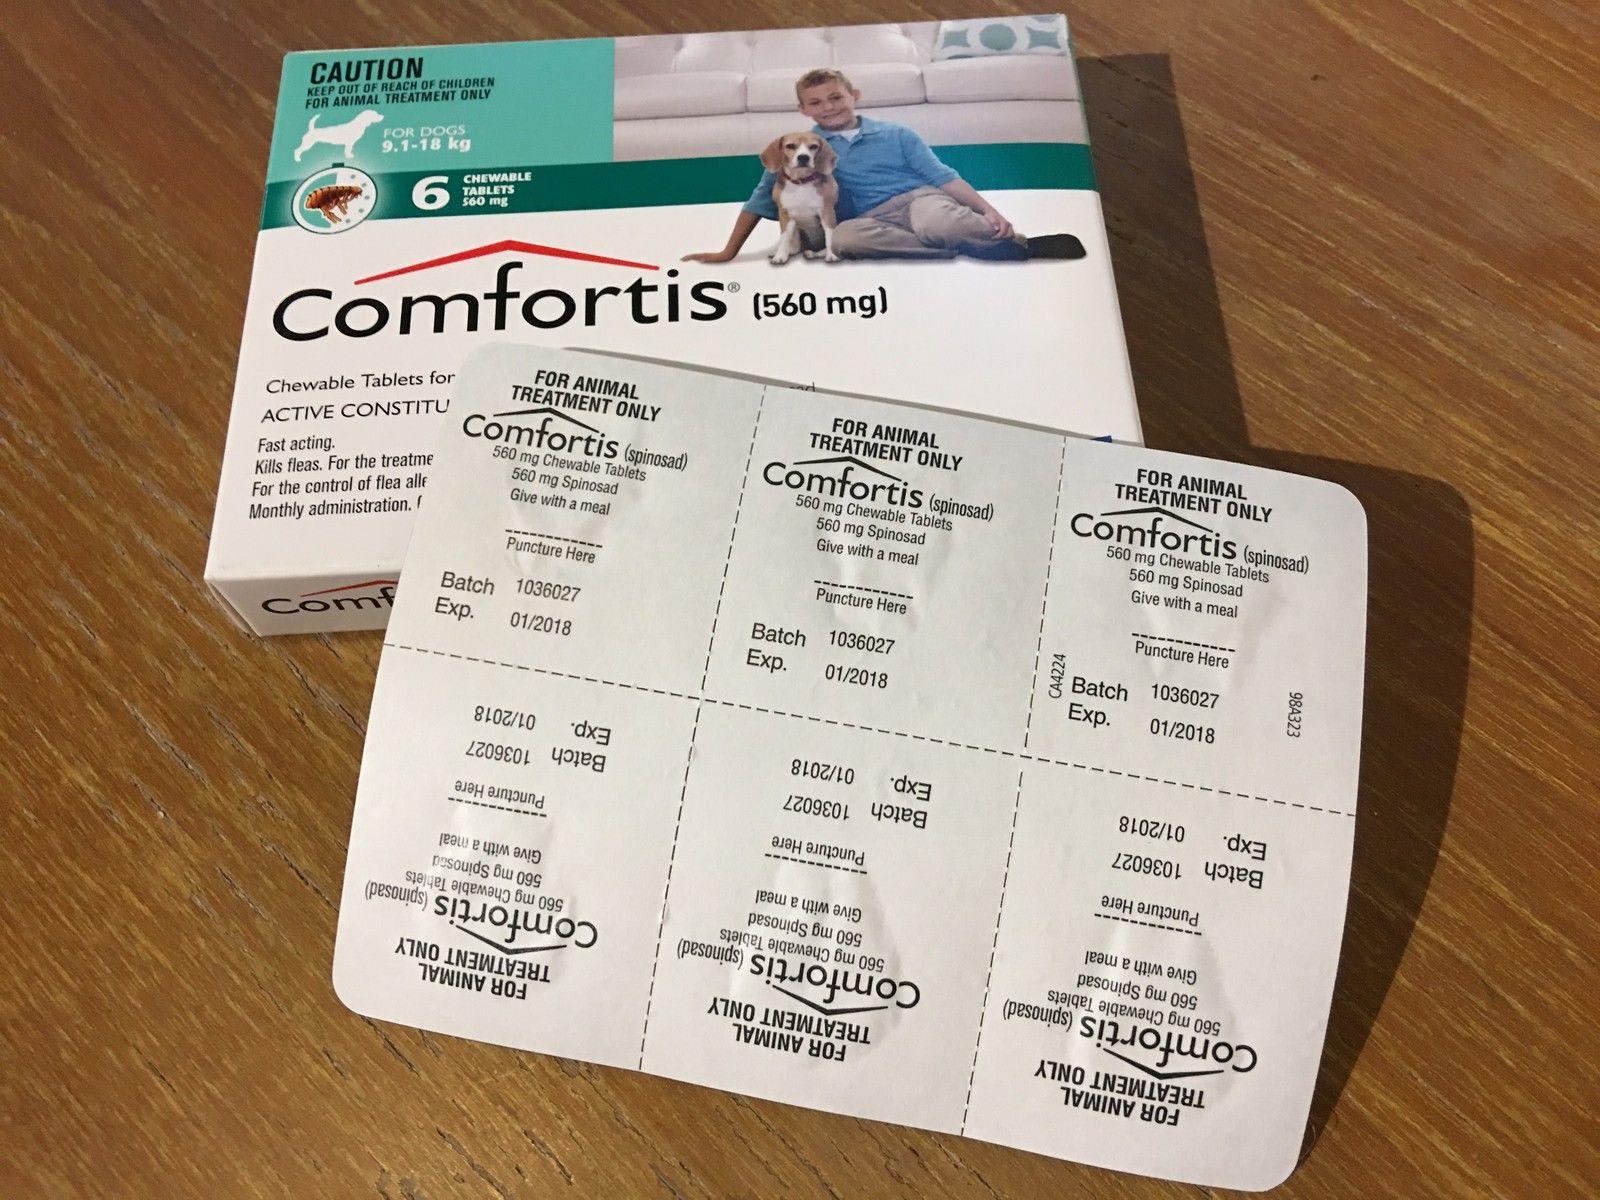 CAUTION
KEEP OUT OF REACH OF CHILDREN
FOR ANIMAL TREATMENT ONLY
FOR DOGS
9.1-18 kg
6 CHEWABLE
TABLETS
560 mg
Comfortis® (560 mg)
Chewable Tablets for
ACTIVE CONSTITU
Fast acting.
Kills fleas. For the treatme
For the control of flea alle
Monthly administration.
Comf
FOR ANIMAL
TREATMENT ONLY
Comfortis (spinosad)
560 mg Chewable Tablets
560 mg Spinosad
Give with a meal
Puncture Here
Batch 1036027
Exp. 01/2018
FOR ANIMAL
TREATMENT ONLY
Comfortis (spinosad)
560 mg Chewable Tablets
560 mg Spinosad
Give with a meal
Puncture Here
Batch 1036027
Exp. 01/2018
FOR ANIMAL
TREATMENT ONLY
Comfortis (spinosad)
560 mg Chewable Tablets
560 mg Spinosad
Give with a meal
Puncture Here
CA4224
Batch 1036027
Exp. 01/2018
98A323
FOR ANIMAL
TREATMENT ONLY
Comfortis (spinosad)
560 mg Chewable Tablets
560 mg Spinosad
Give with a meal
Puncture Here
Batch 1036027
Exp. 01/2018
FOR ANIMAL
TREATMENT ONLY
Comfortis (spinosad)
560 mg Chewable Tablets
560 mg Spinosad
Give with a meal
Puncture Here
Batch 1036027
Exp. 01/2018
FOR ANIMAL
TREATMENT ONLY
Comfortis (spinosad)
560 mg Chewable Tablets
560 mg Spinosad
Give with a meal
Puncture Here
Batch 1036027
Exp. 01/2018